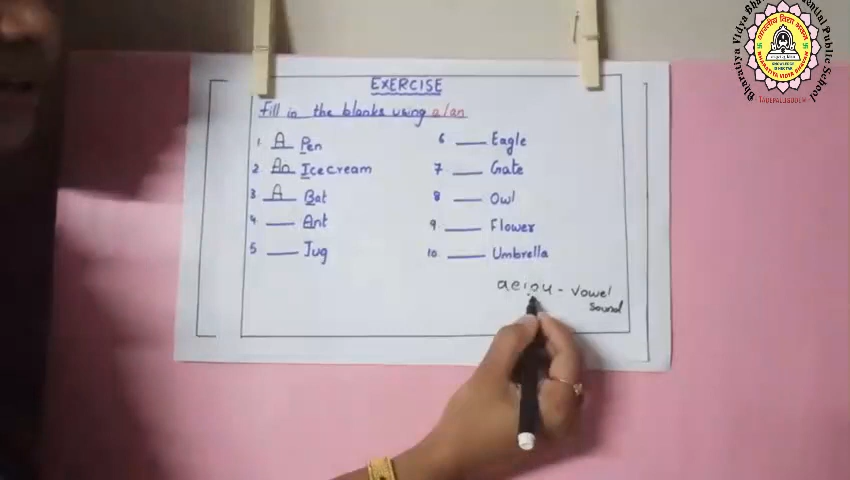 EXERCISE
Fill in the blanks using a/an
1. A Pen
2 An Icecream
3 A Bat
4. ___ Ant
5 ___ Jug
6 ___ Eagle
7 ___ Gate
8 ___ Owl
9 ___ Flower
10 ___ Umbrella
aeiou - Vowel
Sound